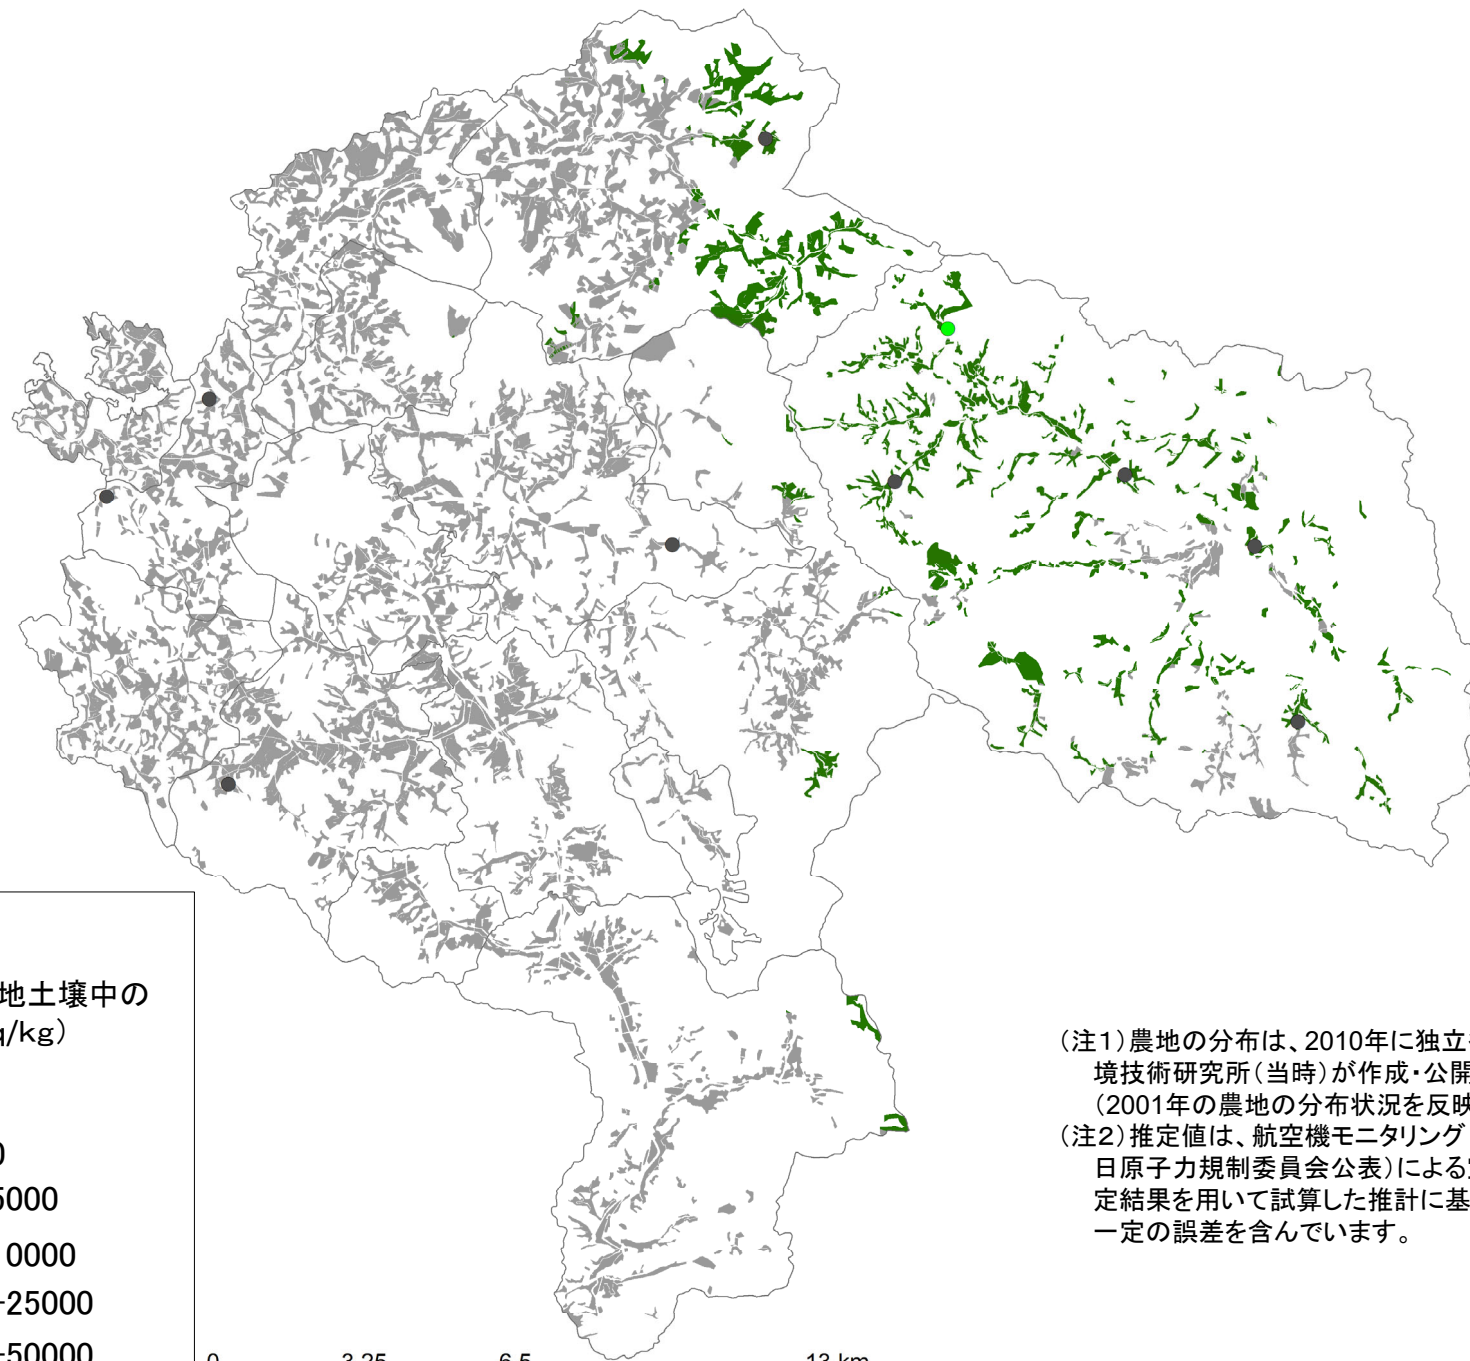 地土壌中の
q/kg）
0
5000
10000
-25000
-50000
0 3.25 6.5 13 km
（注1）農地の分布は、2010年に独立
境技術研究所（当時）が作成・公開
（2001年の農地の分布状況を反映
（注2）推定値は、航空機モニタリング
日原子力規制委員会公表）による
定結果を用いて試算した推計に基
一定の誤差を含んでいます。